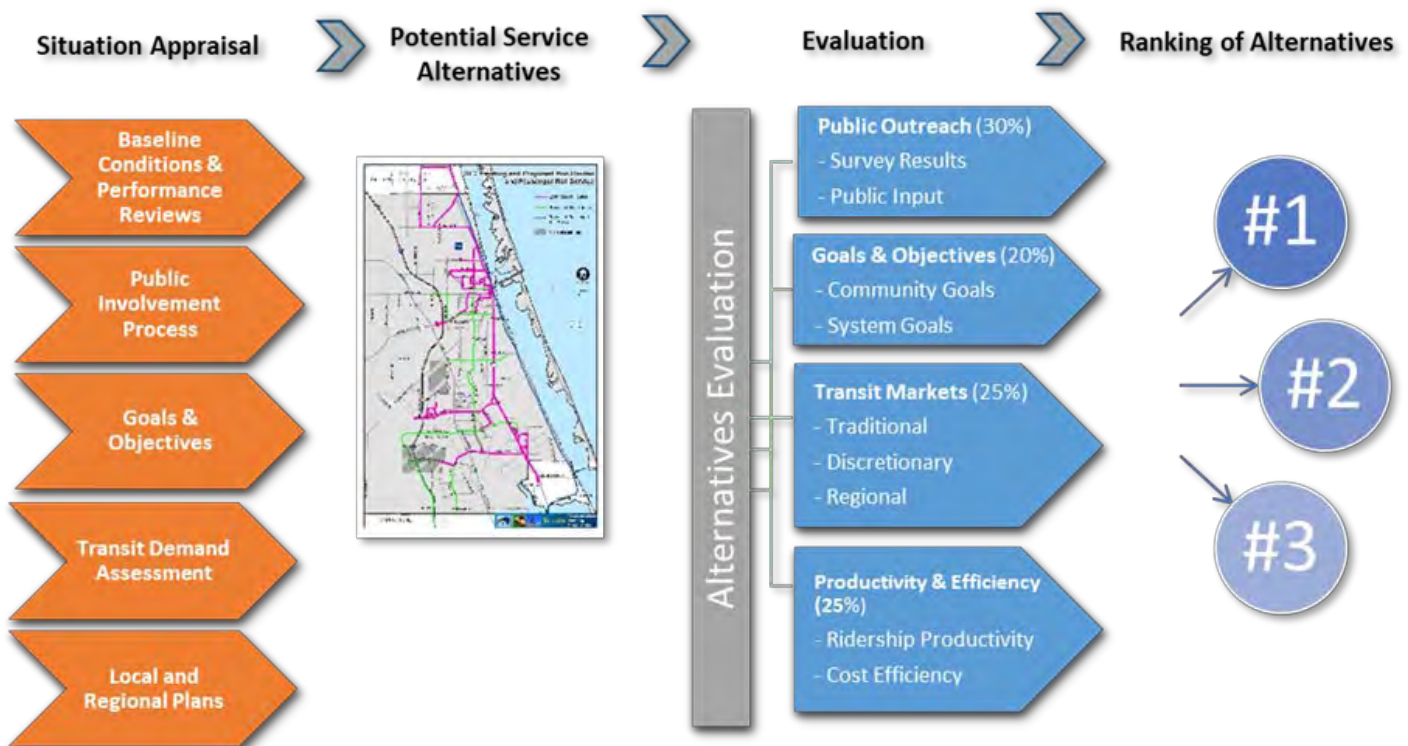 Situation Appraisal
Potential Service
Alternatives
Evaluation
Ranking of Alternatives
Baseline
Conditions &
Performance
Reviews
Public
Involvement
Process
Goals &
Objectives
Transit Demand
Assessment
Local and
Regional Plans
Alternatives Evaluation
Public Outreach (30%)
- Survey Results
- Public Input
Goals & Objectives (20%)
- Community Goals
- System Goals
Transit Markets (25%)
- Traditional
- Discretionary
- Regional
Productivity & Efficiency
(25%)
- Ridership Productivity
- Cost Efficiency
#1
#2
#3